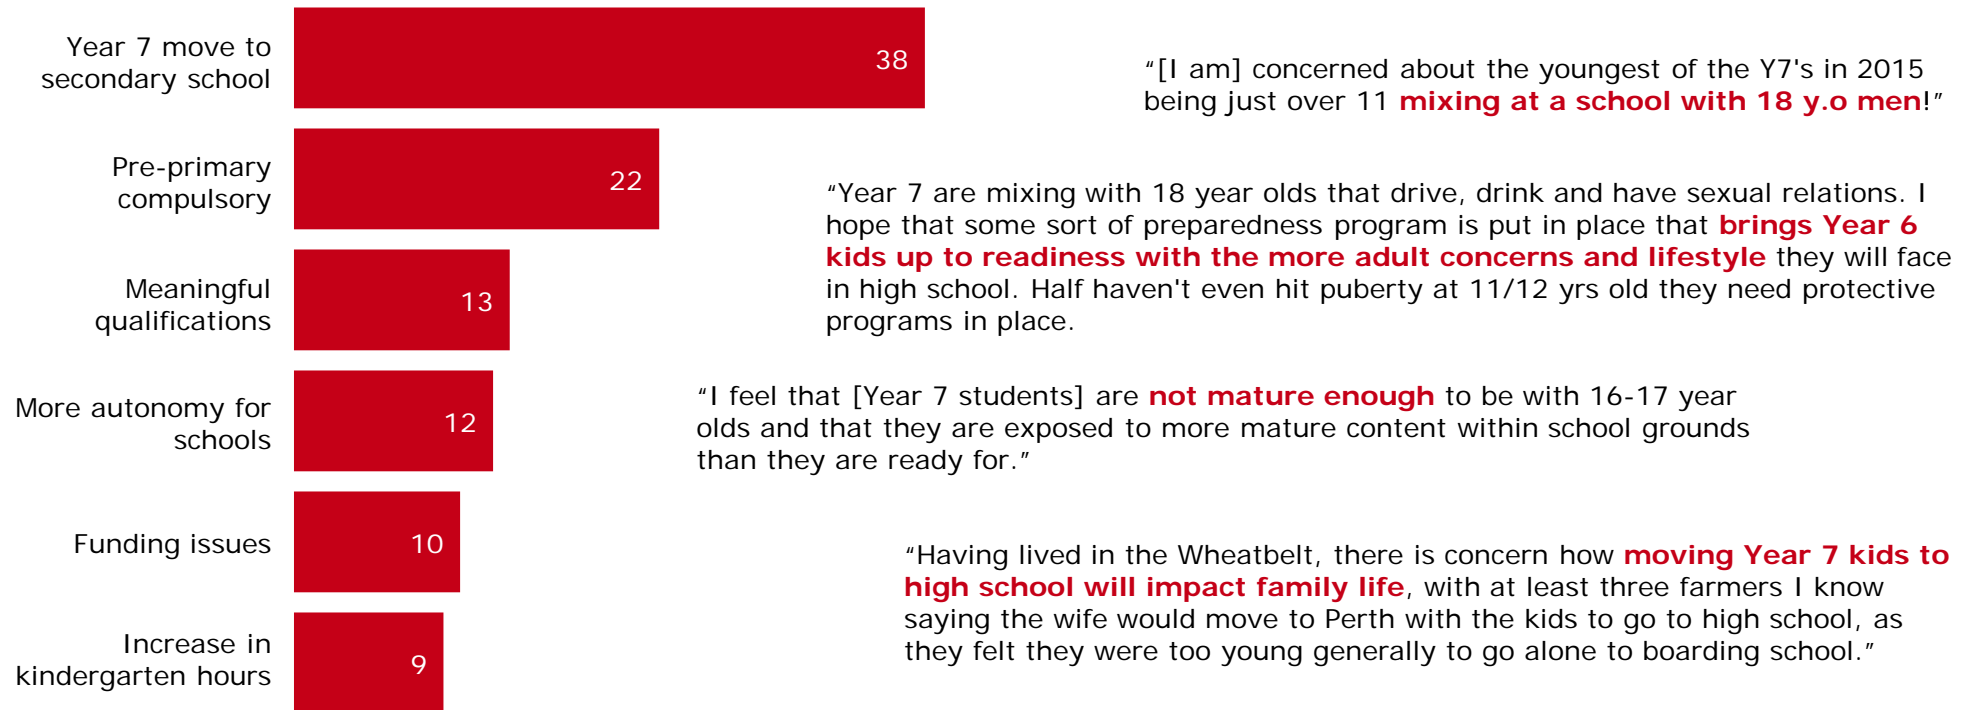 Year 7 move to
secondary school
38
Pre-primary
compulsory
22
Meaningful
qualifications
13
More autonomy for
schools
12
Funding issues
10
Increase in
kindergarten hours
9
"[I am] concerned about the youngest of the Y7's in 2015
being just over 11 mixing at a school with 18 y.o men!"
"Year 7 are mixing with 18 year olds that drive, drink and have sexual relations. I
hope that some sort of preparedness program is put in place that brings Year 6
kids up to readiness with the more adult concerns and lifestyle they will face
in high school. Half haven't even hit puberty at 11/12 yrs old they need protective
programs in place.
"I feel that [Year 7 students] are not mature enough to be with 16-17 year
olds and that they are exposed to more mature content within school grounds
than they are ready for."
"Having lived in the Wheatbelt, there is concern how moving Year 7 kids to
high school will impact family life, with at least three farmers I know
saying the wife would move to Perth with the kids to go to high school, as
they felt they were too young generally to go alone to boarding school."